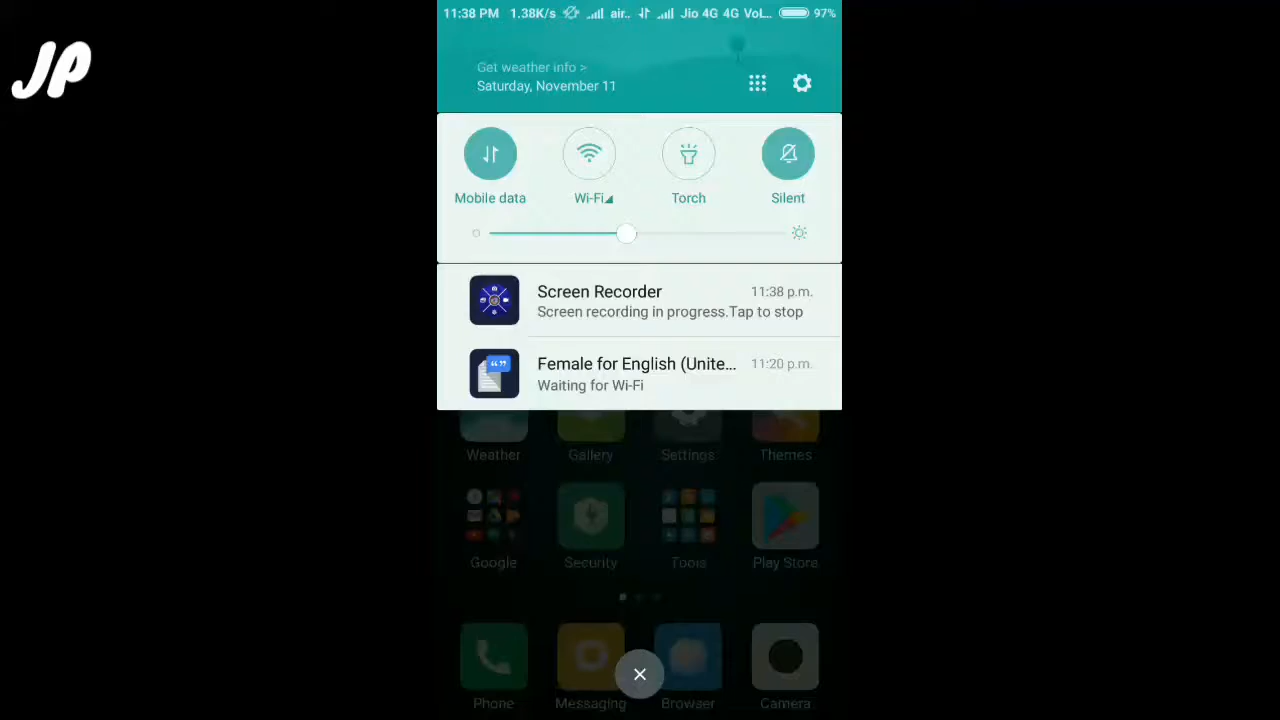 JP
11:38 PM 1.38K/s air.. Jio 4G 4G VoL... 97%
Get weather info >
Saturday, November 11
Mobile data Wi-Fi Torch Silent
Screen Recorder 11:38 p.m.
Screen recording in progress.Tap to stop
Female for English (Unite... 11:20 p.m.
Waiting for Wi-Fi
Weather Gallery Settings Themes
Google Security Tools Play Store
Phone Messaging Browser Camera